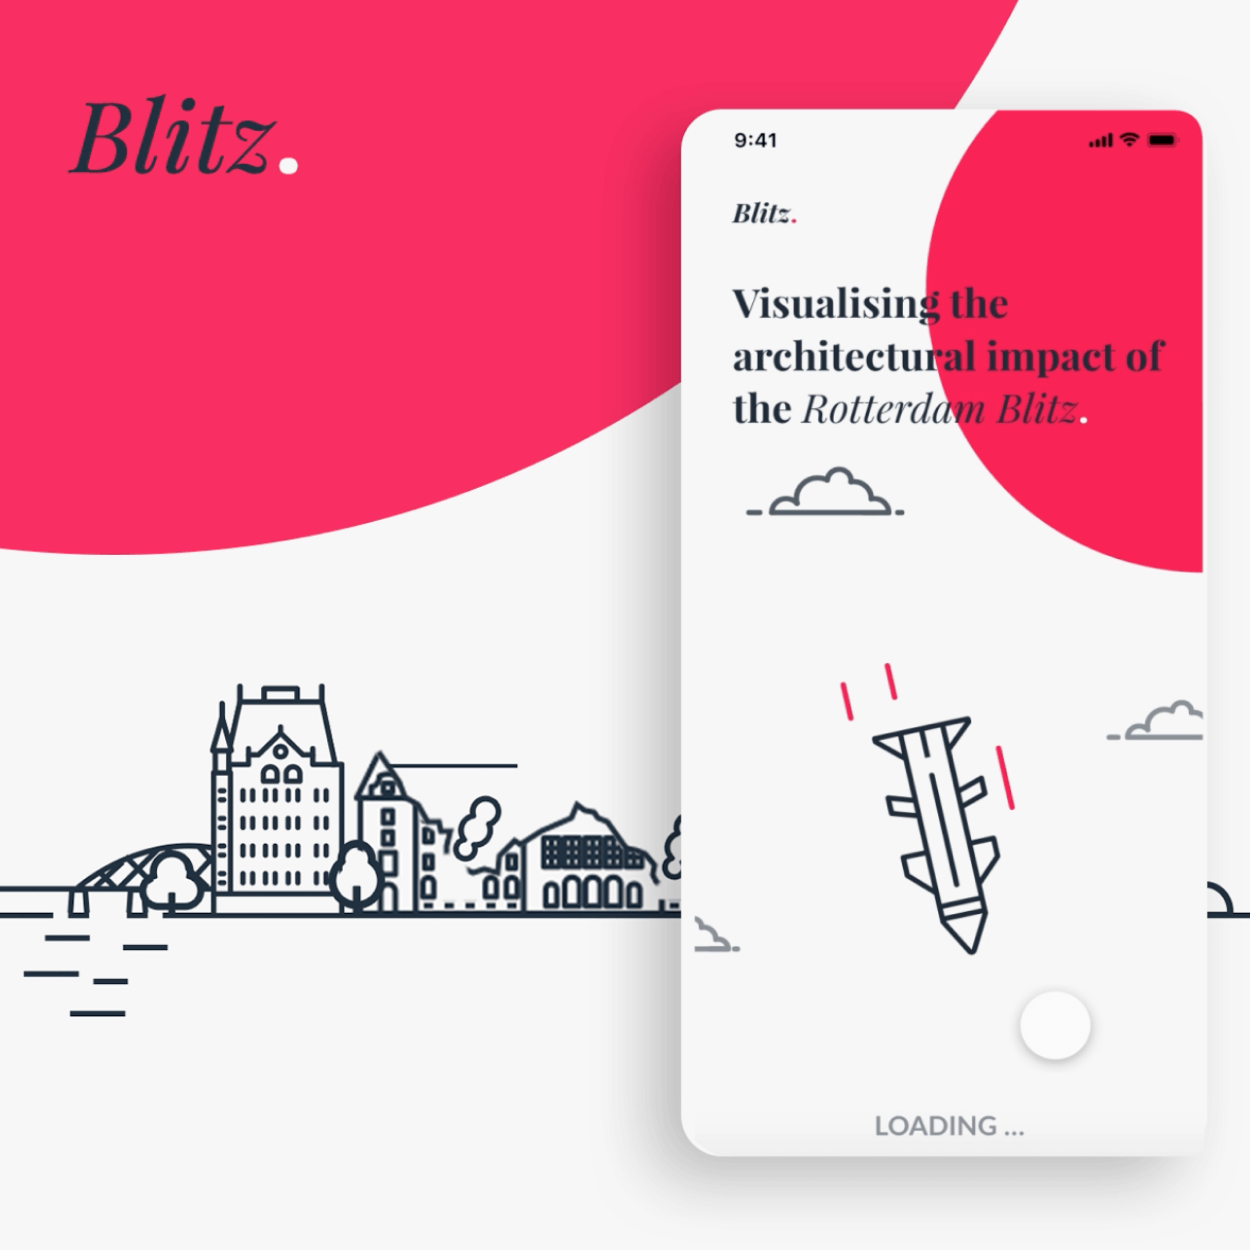 Blitz.
9:41
Blitz.
Visualising the
architectural impact of
the Rotterdam Blitz.
LOADING ...